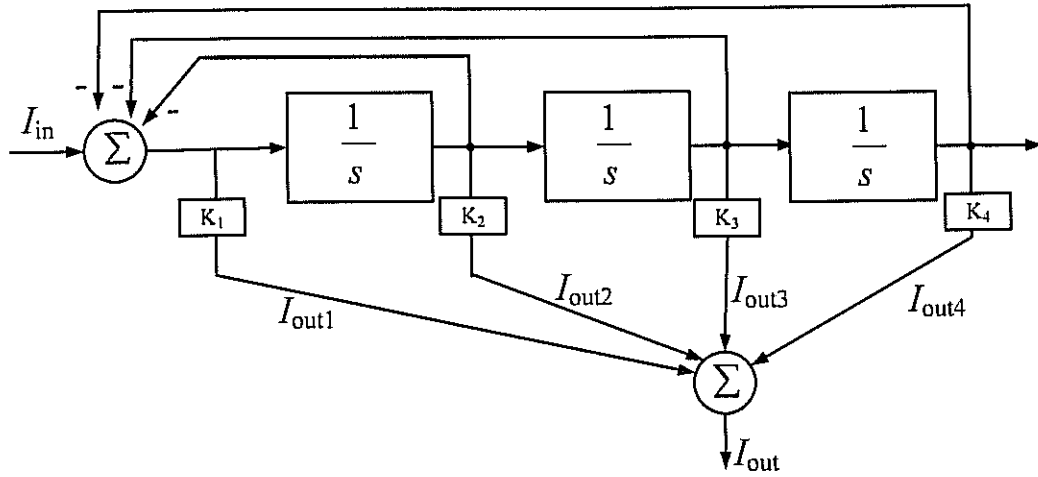 - - -
I_in
Σ
1
s
1
s
1
s
K₁
K₂
K₃
K₄
I_out1
I_out2
I_out3
I_out4
Σ
I_out